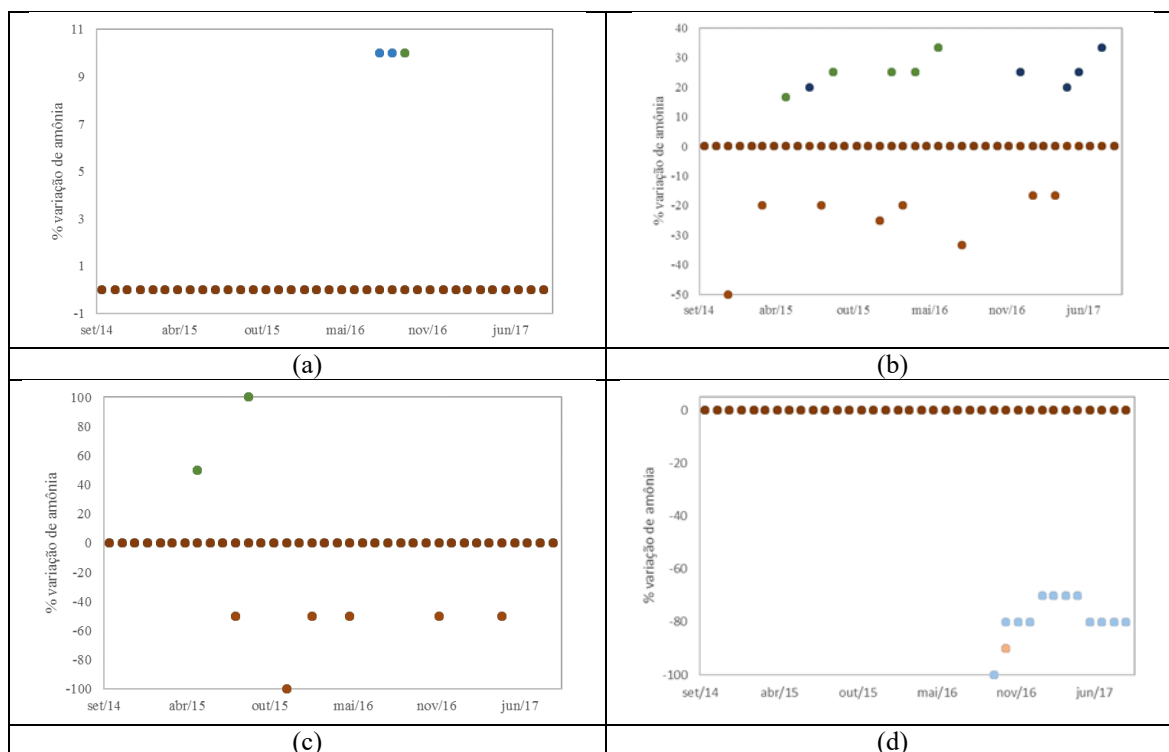 % variação de amônia
11
9
7
5
3
1
-1
set/14 abr/15 out/15 mai/16 nov/16 jun/17
(a)
% variação de amônia
40
30
20
10
0
-10
-20
-30
-40
-50
set/14 abr/15 out/15 mai/16 nov/16 jun/17
(b)
% variação de amônia
100
80
60
40
20
0
-20
-40
-60
-80
-100
set/14 abr/15 out/15 mai/16 nov/16 jun/17
(c)
% variação de amônia
0
-20
-40
-60
-80
-100
set/14 abr/15 out/15 mai/16 nov/16 jun/17
(d)